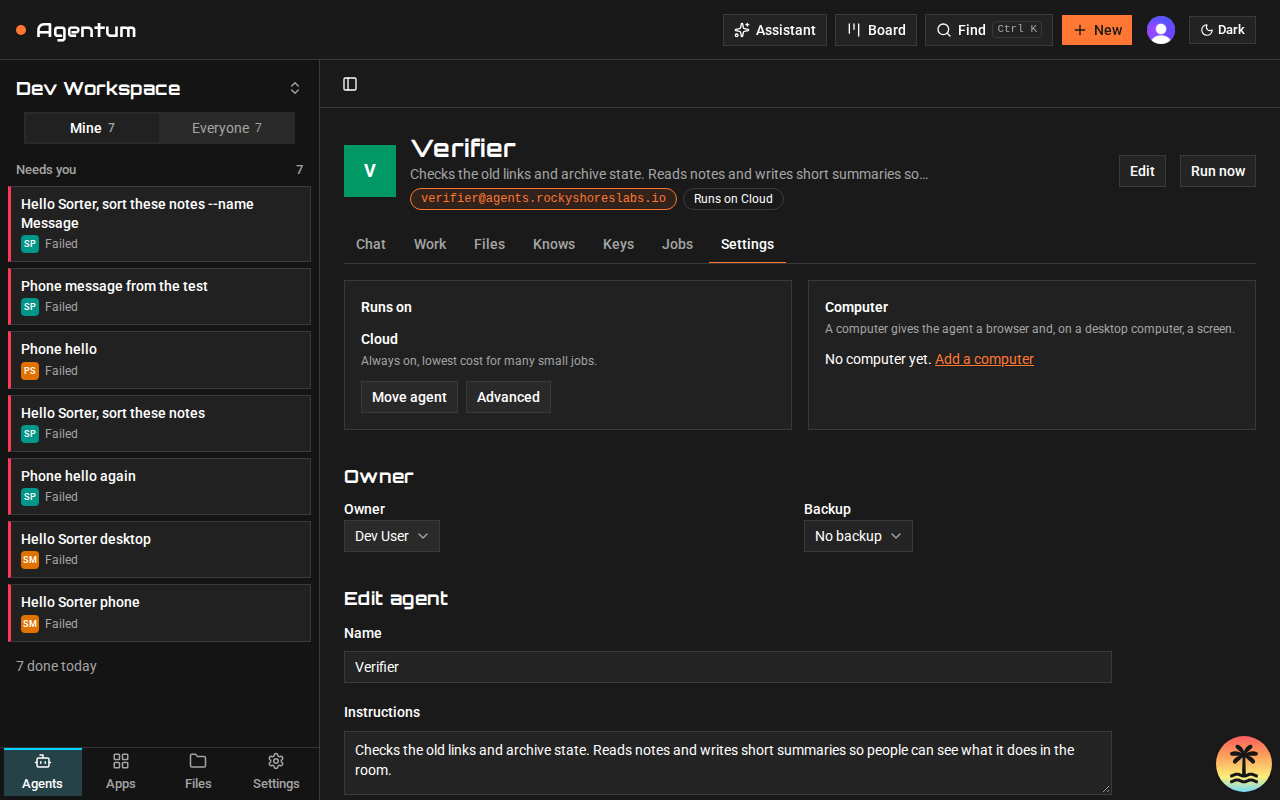 Agentum
Assistant
Board
Find Ctrl K
New
Dark
Dev Workspace
Mine 7
Everyone 7
Needs you 7
Hello Sorter, sort these notes --name
Message
SP Failed
Phone message from the test
SP Failed
Phone hello
PS Failed
Hello Sorter, sort these notes
SP Failed
Phone hello again
SP Failed
Hello Sorter desktop
SM Failed
Hello Sorter phone
SM Failed
7 done today
Agents
Apps
Files
Settings
V
Verifier
Checks the old links and archive state. Reads notes and writes short summaries so…
verifier@agents.rockyshoreslabs.io
Runs on Cloud
Edit
Run now
Chat
Work
Files
Knows
Keys
Jobs
Settings
Runs on
Cloud
Always on, lowest cost for many small jobs.
Move agent
Advanced
Computer
A computer gives the agent a browser and, on a desktop computer, a screen.
No computer yet. Add a computer
Owner
Owner
Dev User
Backup
No backup
Edit agent
Name
Verifier
Instructions
Checks the old links and archive state. Reads notes and writes short summaries so people can see what it does in the
room.